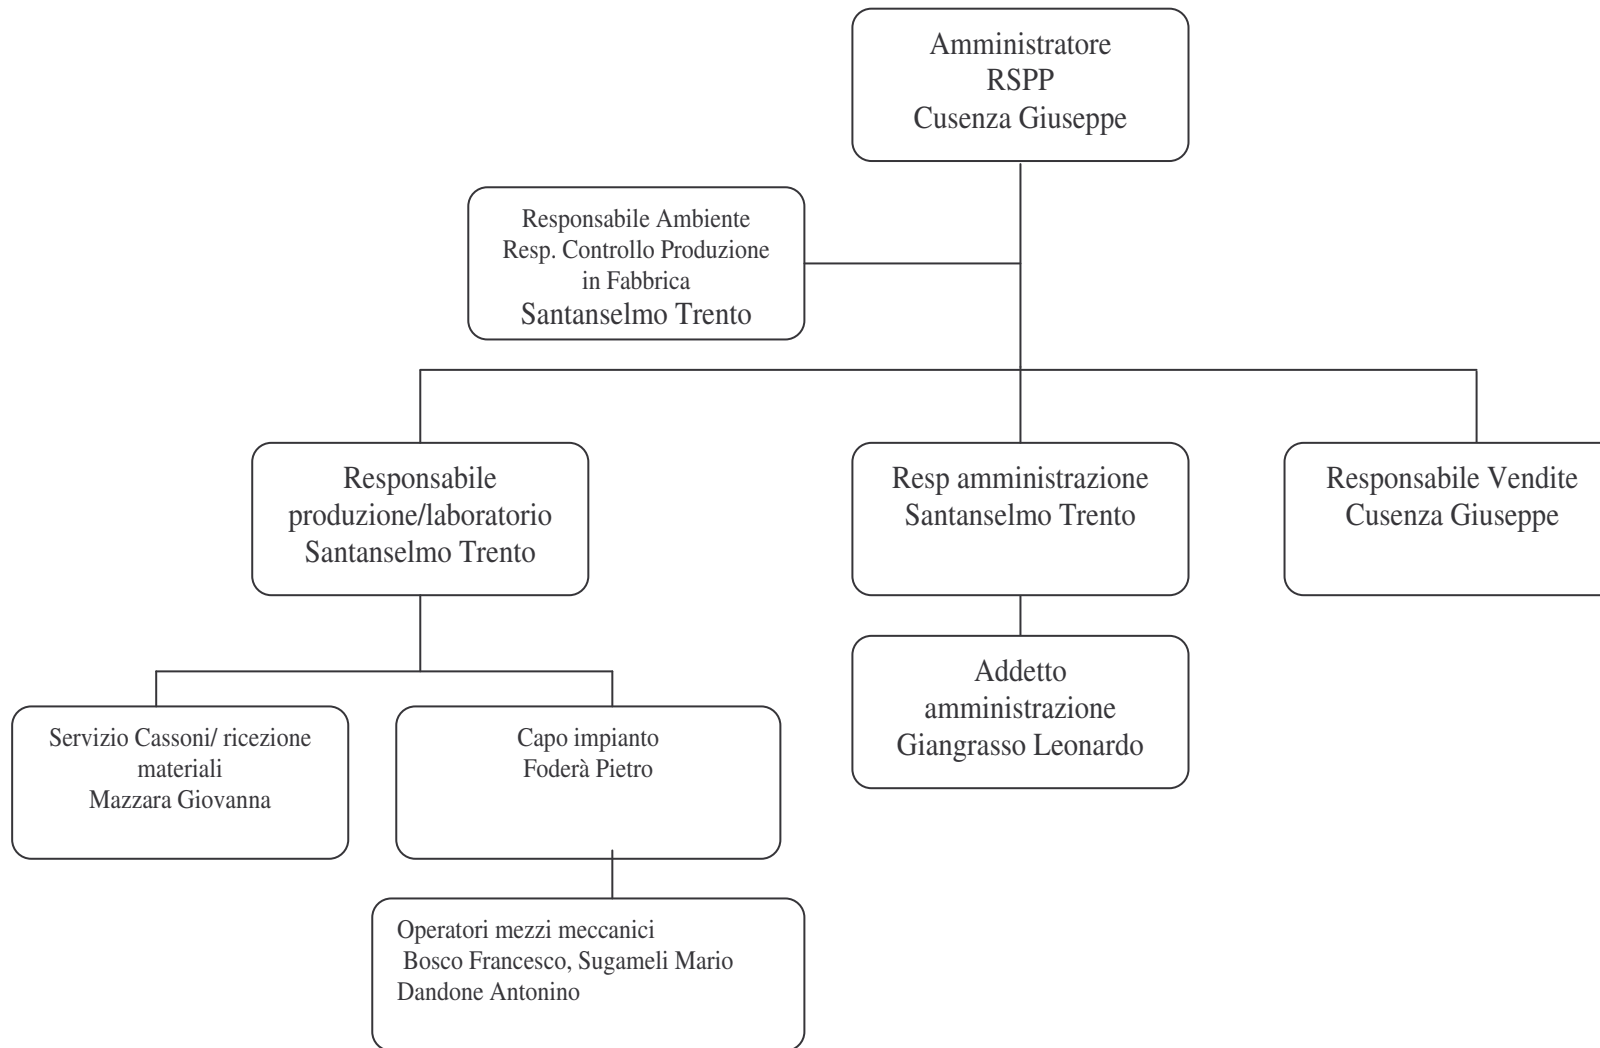 Amministratore
RSPP
Cusenza Giuseppe
Responsabile Ambiente
Resp. Controllo Produzione
in Fabbrica
Santanselmo Trento
Responsabile
produzione/laboratorio
Santanselmo Trento
Resp amministrazione
Santanselmo Trento
Responsabile Vendite
Cusenza Giuseppe
Addetto
amministrazione
Giangrasso Leonardo
Servizio Cassoni/ ricezione
materiali
Mazzara Giovanna
Capo impianto
Foderà Pietro
Operatori mezzi meccanici
Bosco Francesco, Sugameli Mario
Dandone Antonino